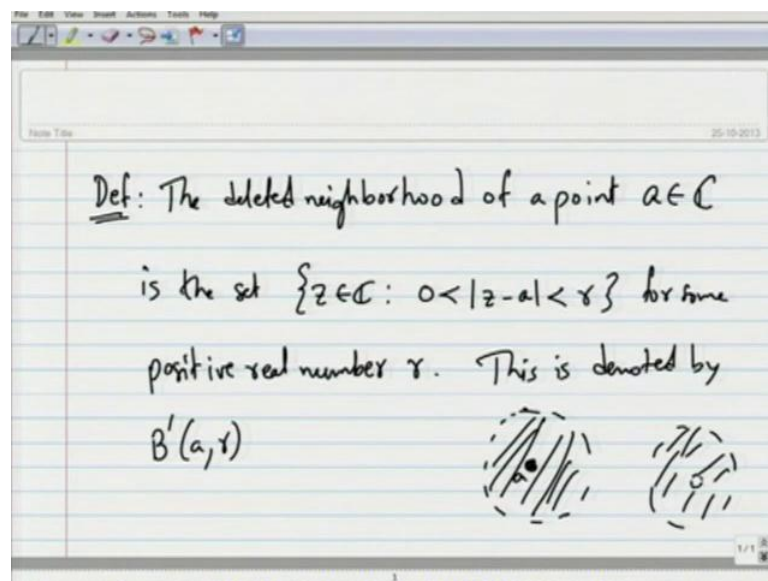 File Edit View Insert Actions Tools Help
Note Title 25-10-2013
Def: The deleted neighborhood of a point a ∈ ℂ
is the set {z ∈ ℂ : 0 < |z - a| < r} for some
positive real number r. This is denoted by
B'(a, r)
a
1/1
1